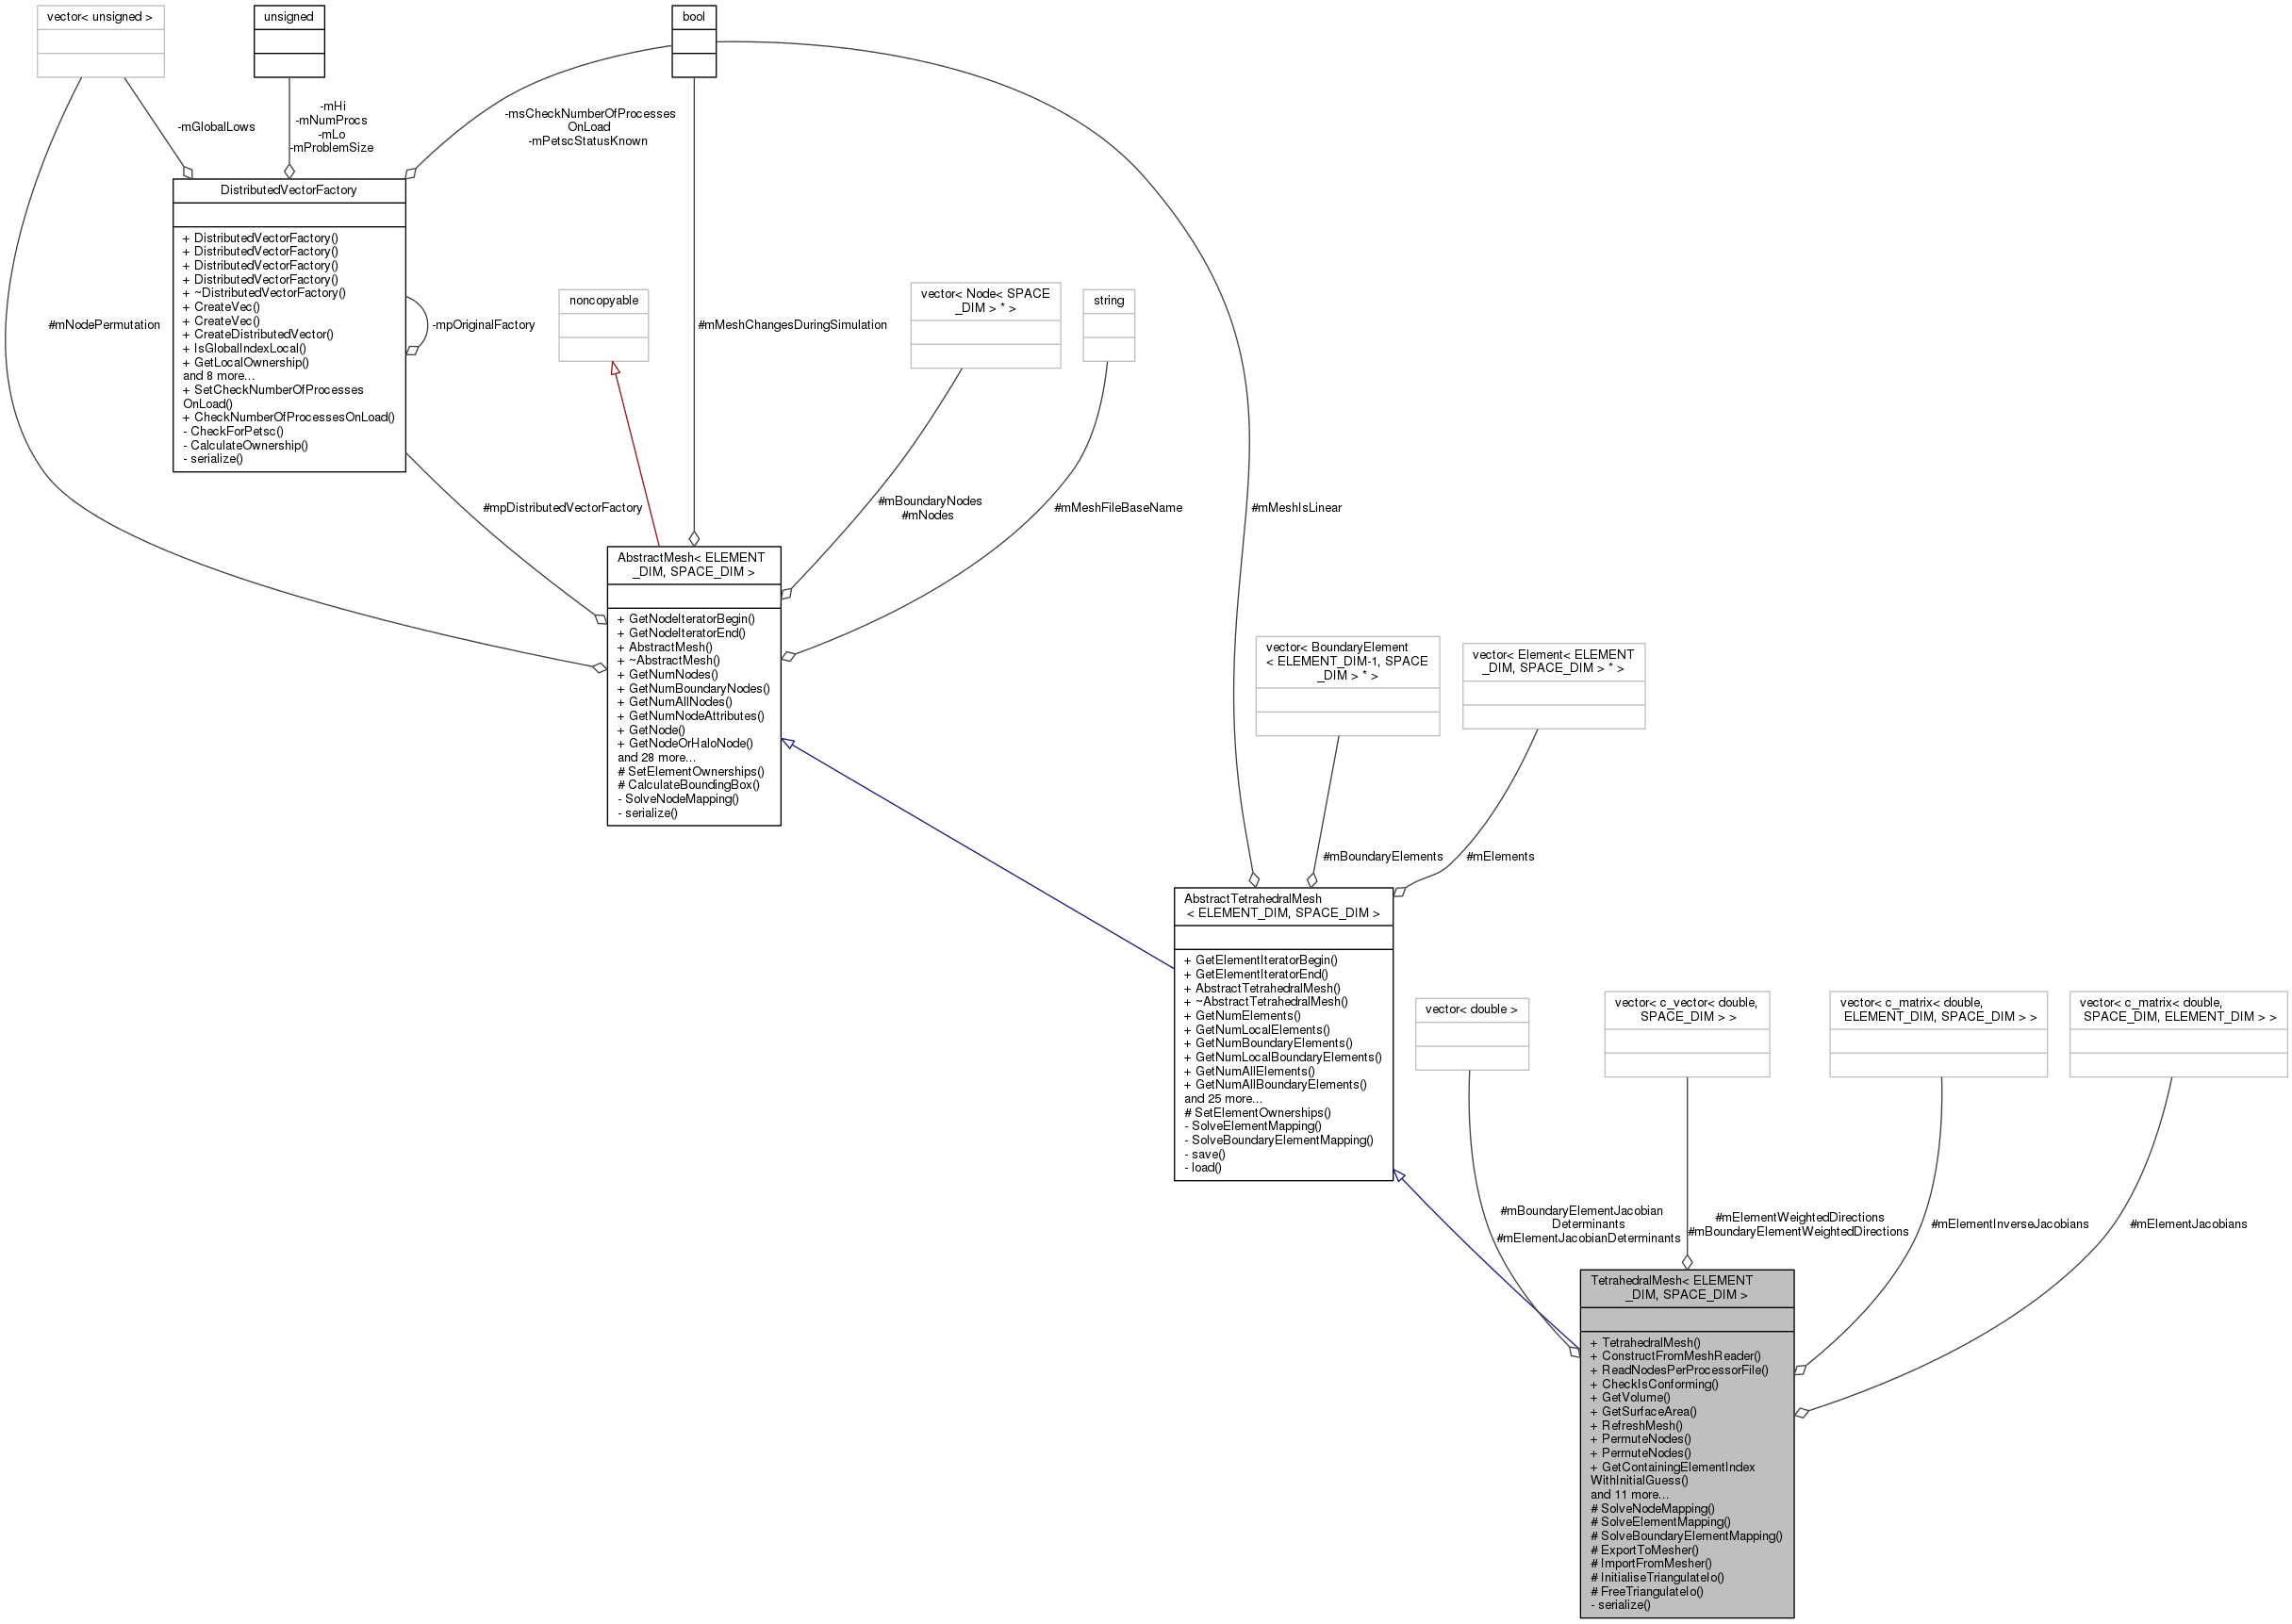 vector< unsigned >
unsigned
bool
-mGlobalLows
-mHi
-mNumProcs
-mLo
-mProblemSize
-msCheckNumberOfProcesses
OnLoad
-mPetscStatusKnown
DistributedVectorFactory
+ DistributedVectorFactory()
+ DistributedVectorFactory()
+ DistributedVectorFactory()
+ DistributedVectorFactory()
+ ~DistributedVectorFactory()
+ CreateVec()
+ CreateVec()
+ CreateDistributedVector()
+ IsGlobalIndexLocal()
+ GetLocalOwnership()
and 8 more...
+ SetCheckNumberOfProcesses
OnLoad()
+ CheckNumberOfProcessesOnLoad()
- CheckForPetsc()
- CalculateOwnership()
- serialize()
#mNodePermutation
-mpOriginalFactory
noncopyable
#mMeshChangesDuringSimulation
vector< Node< SPACE
_DIM > * >
string
#mpDistributedVectorFactory
#mBoundaryNodes
#mNodes
#mMeshFileBaseName
#mMeshIsLinear
AbstractMesh< ELEMENT
_DIM, SPACE_DIM >
+ GetNodeIteratorBegin()
+ GetNodeIteratorEnd()
+ AbstractMesh()
+ ~AbstractMesh()
+ GetNumNodes()
+ GetNumBoundaryNodes()
+ GetNumAllNodes()
+ GetNumNodeAttributes()
+ GetNode()
+ GetNodeOrHaloNode()
and 28 more...
# SetElementOwnerships()
# CalculateBoundingBox()
- SolveNodeMapping()
- serialize()
vector< BoundaryElement
< ELEMENT_DIM-1, SPACE
_DIM > * >
vector< Element< ELEMENT
_DIM, SPACE_DIM > * >
#mBoundaryElements
#mElements
AbstractTetrahedralMesh
< ELEMENT_DIM, SPACE_DIM >
+ GetElementIteratorBegin()
+ GetElementIteratorEnd()
+ AbstractTetrahedralMesh()
+ ~AbstractTetrahedralMesh()
+ GetNumElements()
+ GetNumLocalElements()
+ GetNumBoundaryElements()
+ GetNumLocalBoundaryElements()
+ GetNumAllElements()
+ GetNumAllBoundaryElements()
and 25 more...
# SetElementOwnerships()
- SolveElementMapping()
- SolveBoundaryElementMapping()
- save()
- load()
vector< double >
vector< c_vector< double,
SPACE_DIM > >
vector< c_matrix< double,
ELEMENT_DIM, SPACE_DIM > >
vector< c_matrix< double,
SPACE_DIM, ELEMENT_DIM > >
#mBoundaryElementJacobian
Determinants
#mElementJacobianDeterminants
#mElementWeightedDirections
#mBoundaryElementWeightedDirections
#mElementInverseJacobians
#mElementJacobians
TetrahedralMesh< ELEMENT
_DIM, SPACE_DIM >
+ TetrahedralMesh()
+ ConstructFromMeshReader()
+ ReadNodesPerProcessorFile()
+ CheckIsConforming()
+ GetVolume()
+ GetSurfaceArea()
+ RefreshMesh()
+ PermuteNodes()
+ PermuteNodes()
+ GetContainingElementIndex
WithInitialGuess()
and 11 more...
# SolveNodeMapping()
# SolveElementMapping()
# SolveBoundaryElementMapping()
# ExportToMesher()
# ImportFromMesher()
# InitialiseTriangulateIo()
# FreeTriangulateIo()
- serialize()